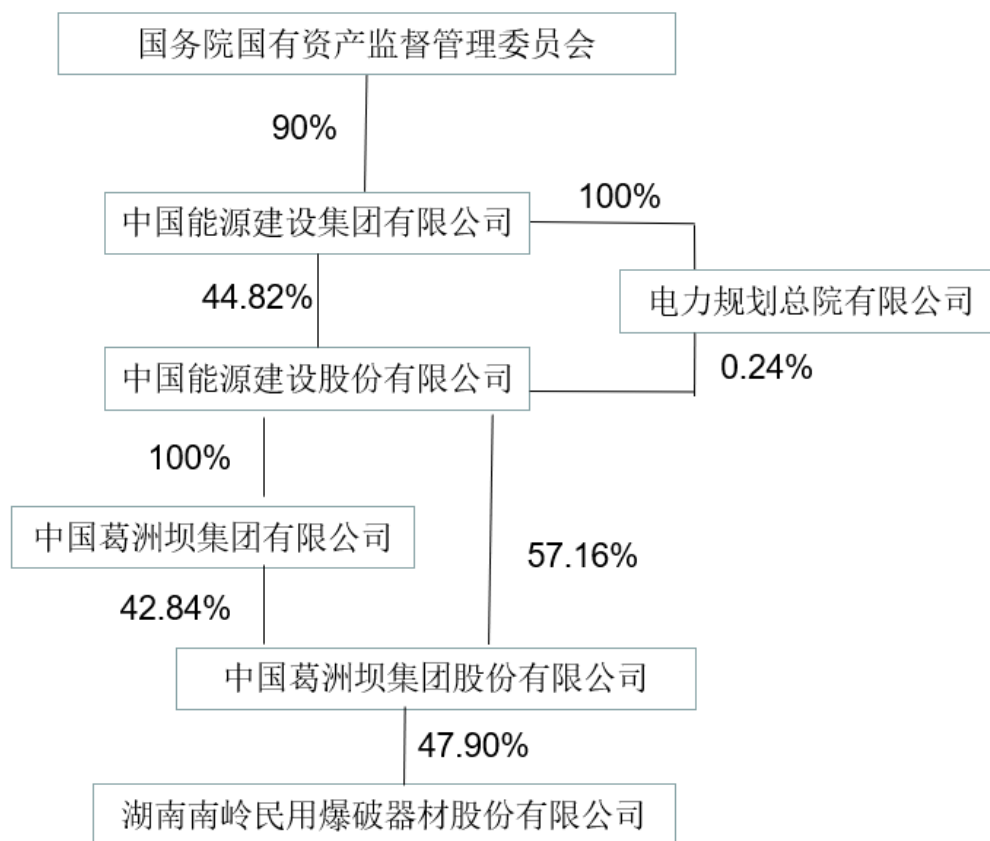 国务院国有资产监督管理委员会
90%
中国能源建设集团有限公司
100%
44.82%
电力规划总院有限公司
中国能源建设股份有限公司
0.24%
100%
中国葛洲坝集团有限公司
57.16%
42.84%
中国葛洲坝集团股份有限公司
47.90%
湖南南岭民用爆破器材股份有限公司